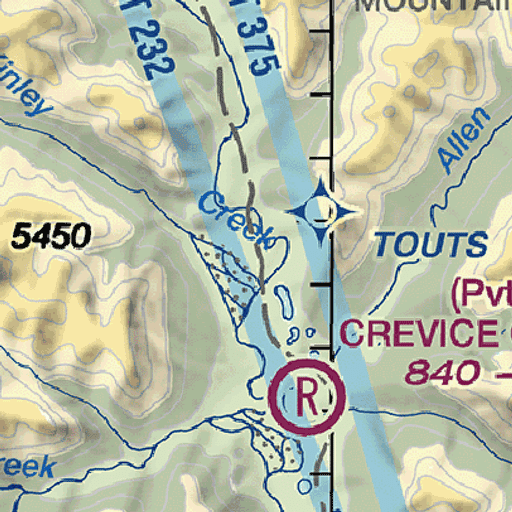 MOUNTAI
T 232
T 375
Kinley
Allen
Creek
5450
TOUTS
(Pvt
CREVICE
840 -
R
reek